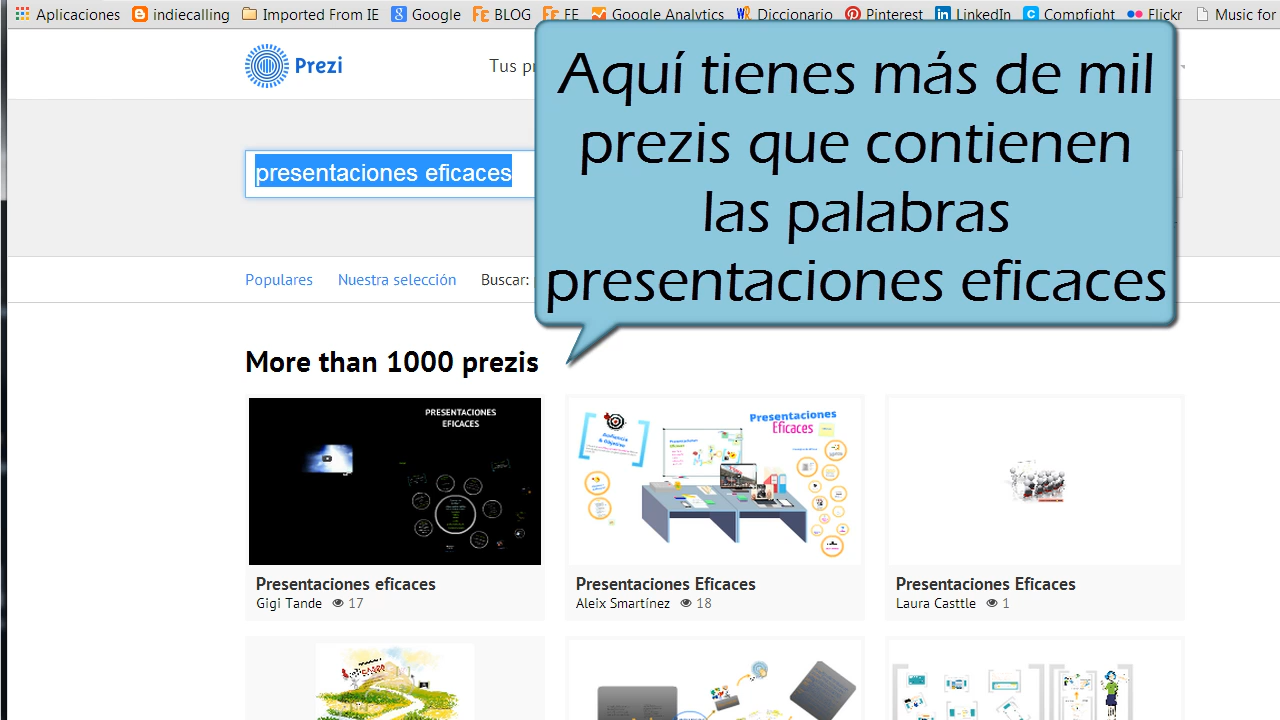 Aplicaciones indiecalling Imported From IE Google BLOG FE Google Analytics Diccionario Pinterest LinkedIn Compfight Flickr Music for
Prezi
Tus
Aquí tienes más de mil
prezis que contienen
las palabras
presentaciones eficaces
presentaciones eficaces
Populares Nuestra selección Buscar:
More than 1000 prezis
PRESENTACIONES
EFICACES
Presentaciones
Eficaces
Audiencia
& Objetivo
Presentaciones eficaces
Gigi Tande 17
Presentaciones Eficaces
Aleix Smartínez 18
Presentaciones Eficaces
Laura Casttle 1